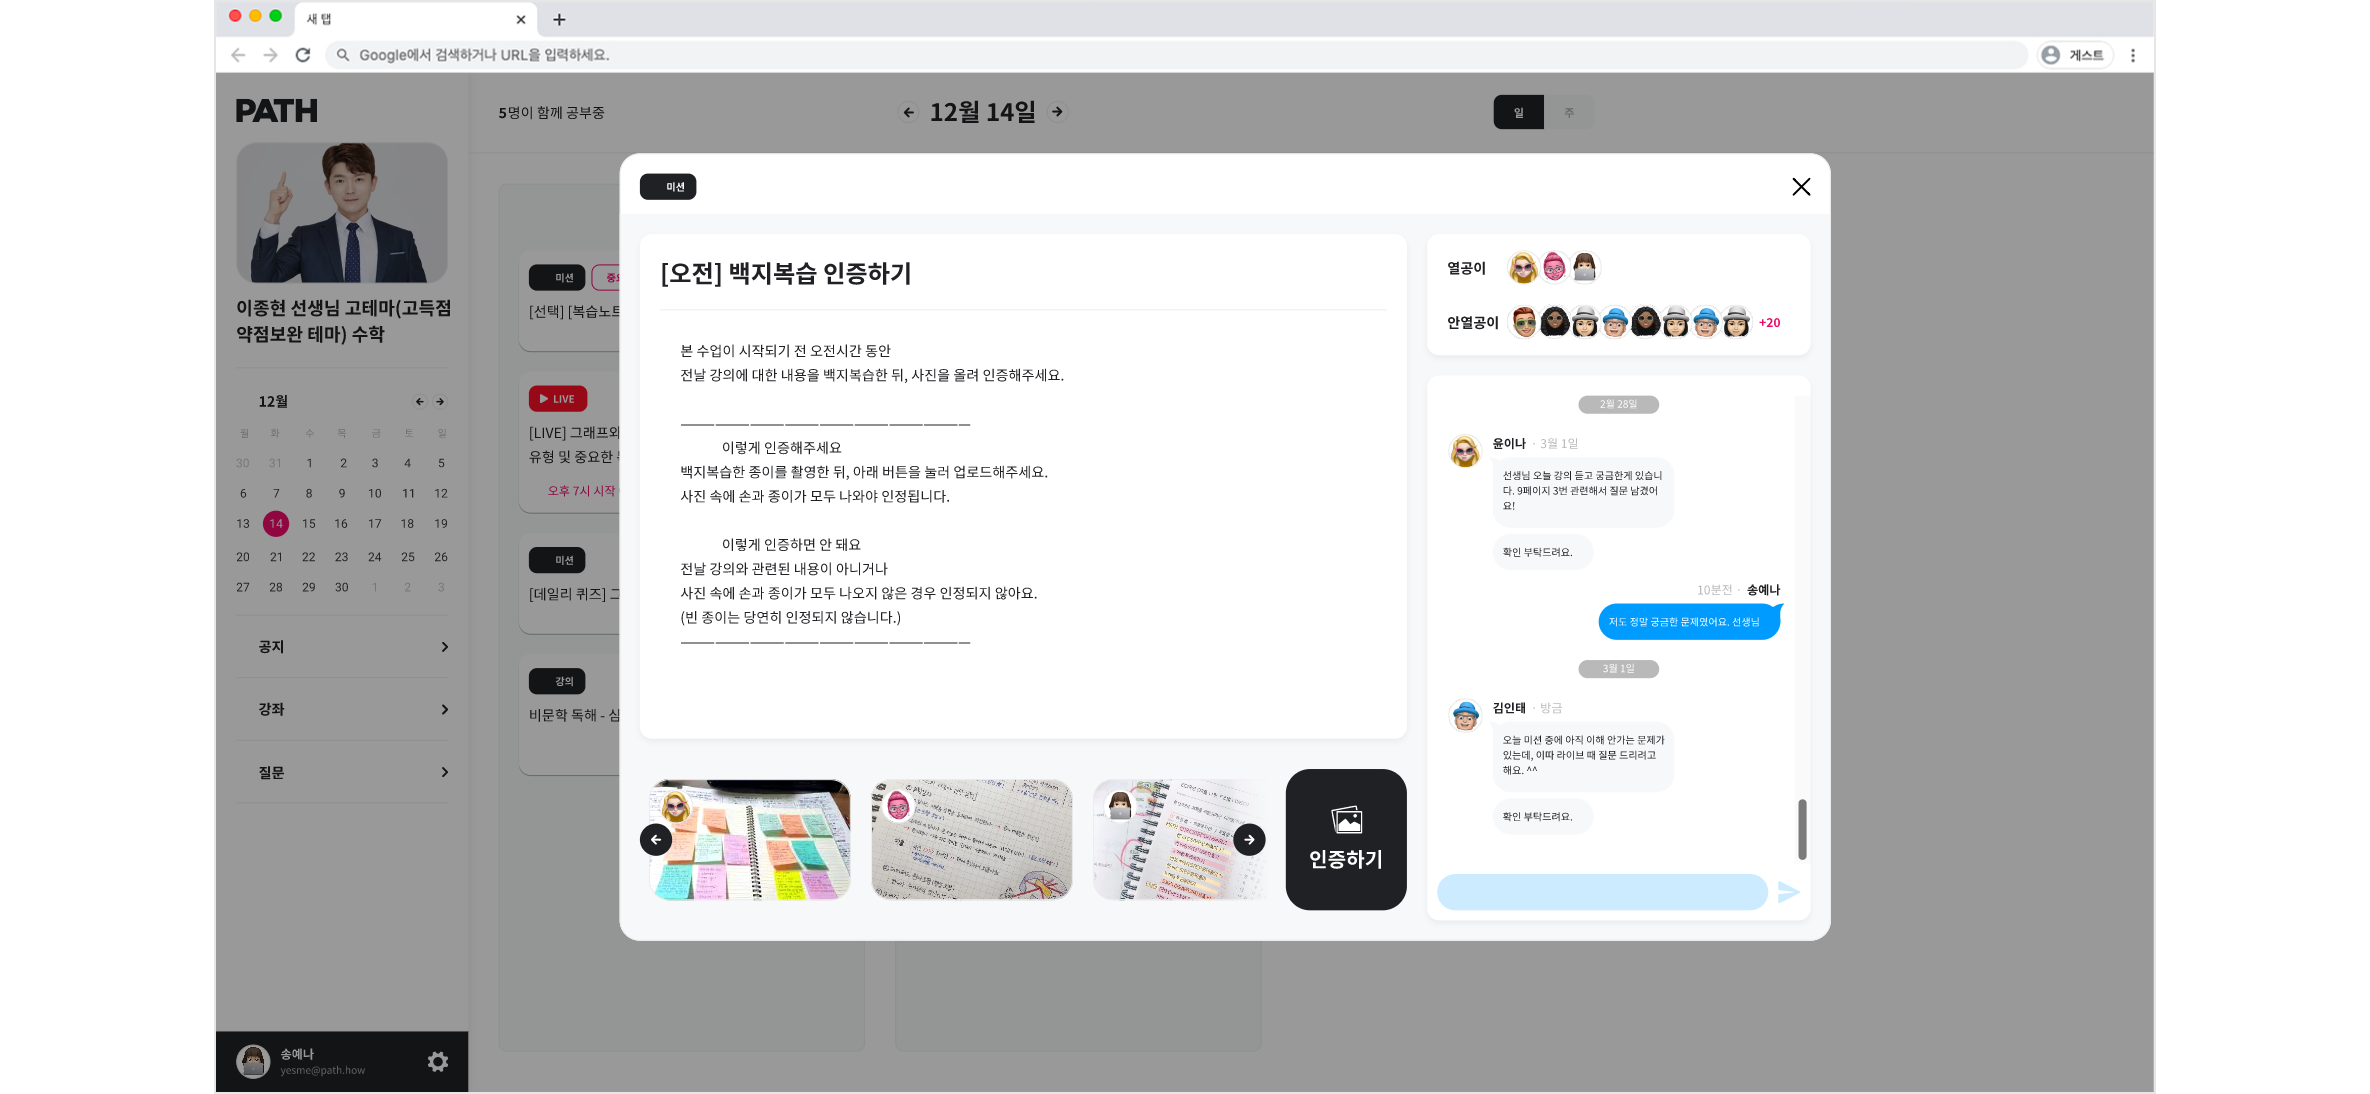 새 탭
Google에서 검색하거나 URL을 입력하세요.
게스트
PATH
이종현 선생님 고테마(고득점
약점보완 테마) 수학
12월
월 화 수 목 금 토 일
30 31 1 2 3 4 5
6 7 8 9 10 11 12
13 14 15 16 17 18 19
20 21 22 23 24 25 26
27 28 29 30 1 2 3
공지
강좌
질문
송예나
yesme@path.how
5명이 함께 공부중
12월 14일
일
주
미션
[선택] [복습노트
LIVE
[LIVE] 그래프와
유형 및 중요한
오후 7시 시작
미션
[데일리 퀴즈]
강의
비문학 독해 -
미션
[오전] 백지복습 인증하기
본 수업이 시작되기 전 오전시간 동안
전날 강의에 대한 내용을 백지복습한 뒤, 사진을 올려 인증해주세요.
이렇게 인증해주세요
백지복습한 종이를 촬영한 뒤, 아래 버튼을 눌러 업로드해주세요.
사진 속에 손과 종이가 모두 나와야 인정됩니다.
이렇게 인증하면 안 돼요
전날 강의와 관련된 내용이 아니거나
사진 속에 손과 종이가 모두 나오지 않은 경우 인정되지 않아요.
(빈 종이는 당연히 인정되지 않습니다.)
인증하기
열공이
안열공이
+20
2월 28일
윤이나 · 3월 1일
선생님 오늘 강의 듣고 궁금한게 있습니
다. 9페이지 3번 관련해서 질문 남겼어
요!
확인 부탁드려요.
10분전 · 송예나
저도 정말 궁금한 문제였어요. 선생님
3월 1일
김인태 · 방금
오늘 미션 중에 아직 이해 안가는 문제가
있는데, 이따 라이브 때 질문 드리려고
해요. ^^
확인 부탁드려요.